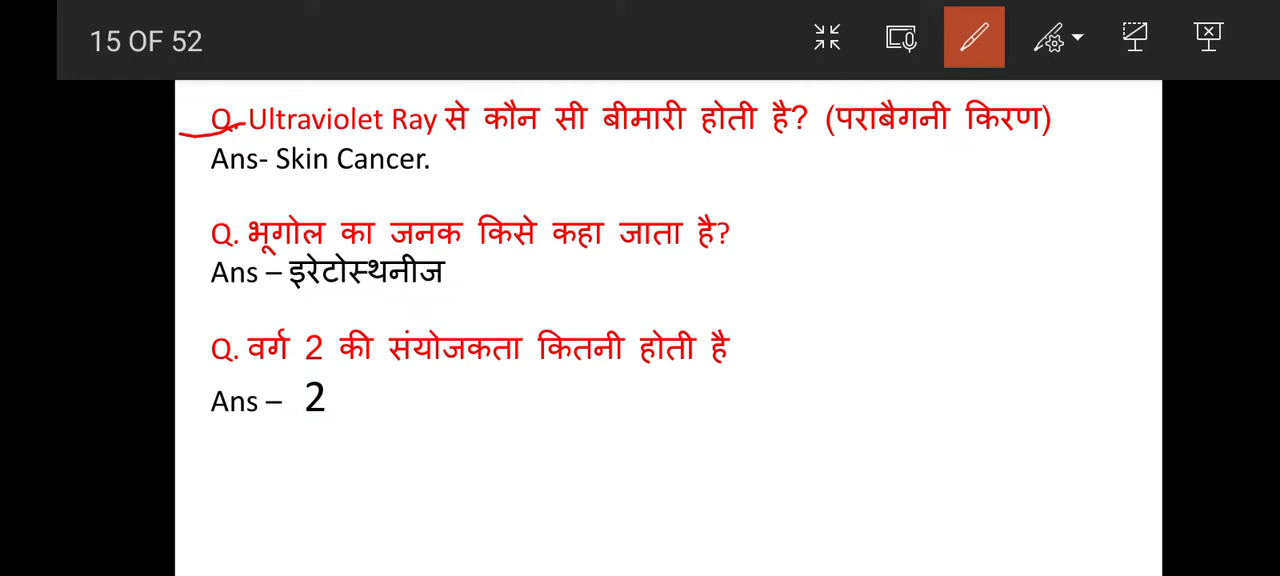 15 OF 52
Q. Ultraviolet Ray से कौन सी बीमारी होती है? (पराबैगनी किरण)
Ans- Skin Cancer.
Q. भूगोल का जनक किसे कहा जाता है?
Ans – इरेटोस्थनीज
Q. वर्ग 2 की संयोजकता कितनी होती है
Ans – 2